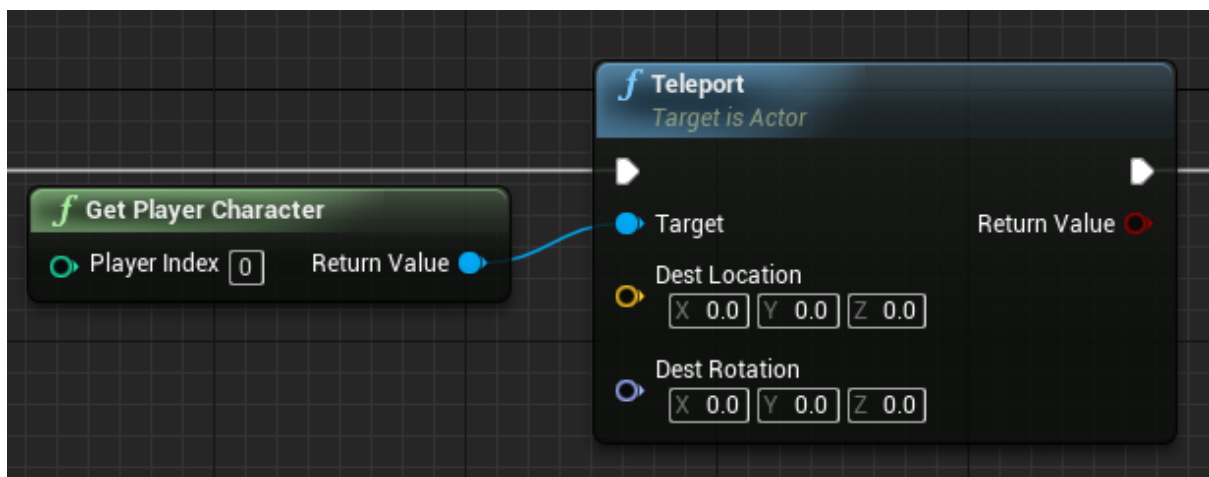 f Get Player Character
Player Index 0 Return Value
f Teleport
Target is Actor
Target Return Value
Dest Location
X 0.0 Y 0.0 Z 0.0
Dest Rotation
X 0.0 Y 0.0 Z 0.0